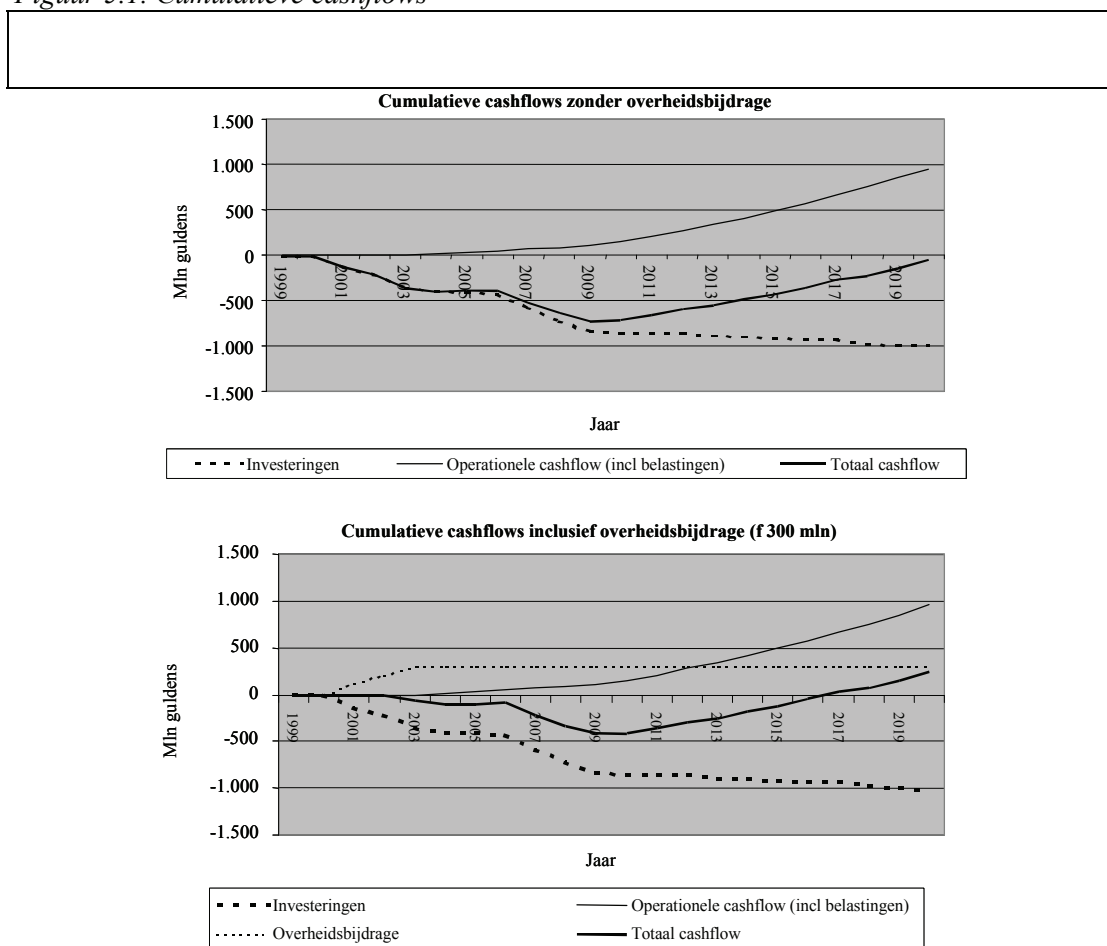 Figuur 5.1: Cumulatieve cashflows
Cumulatieve cashflows zonder overheidsbijdrage
1.500
1.000
500
0
-500
-1.000
-1.500
Mln guldens
1999
2001
2003
2005
2007
2009
2011
2013
2015
2017
2019
Jaar
Investeringen
Operationele cashflow (incl belastingen)
Totaal cashflow
Cumulatieve cashflows inclusief overheidsbijdrage (f 300 mln)
1.500
1.000
500
0
-500
-1.000
-1.500
Mln guldens
1999
2001
2003
2005
2007
2009
2011
2013
2015
2017
2019
Jaar
Investeringen
Operationele cashflow (incl belastingen)
Overheidsbijdrage
Totaal cashflow